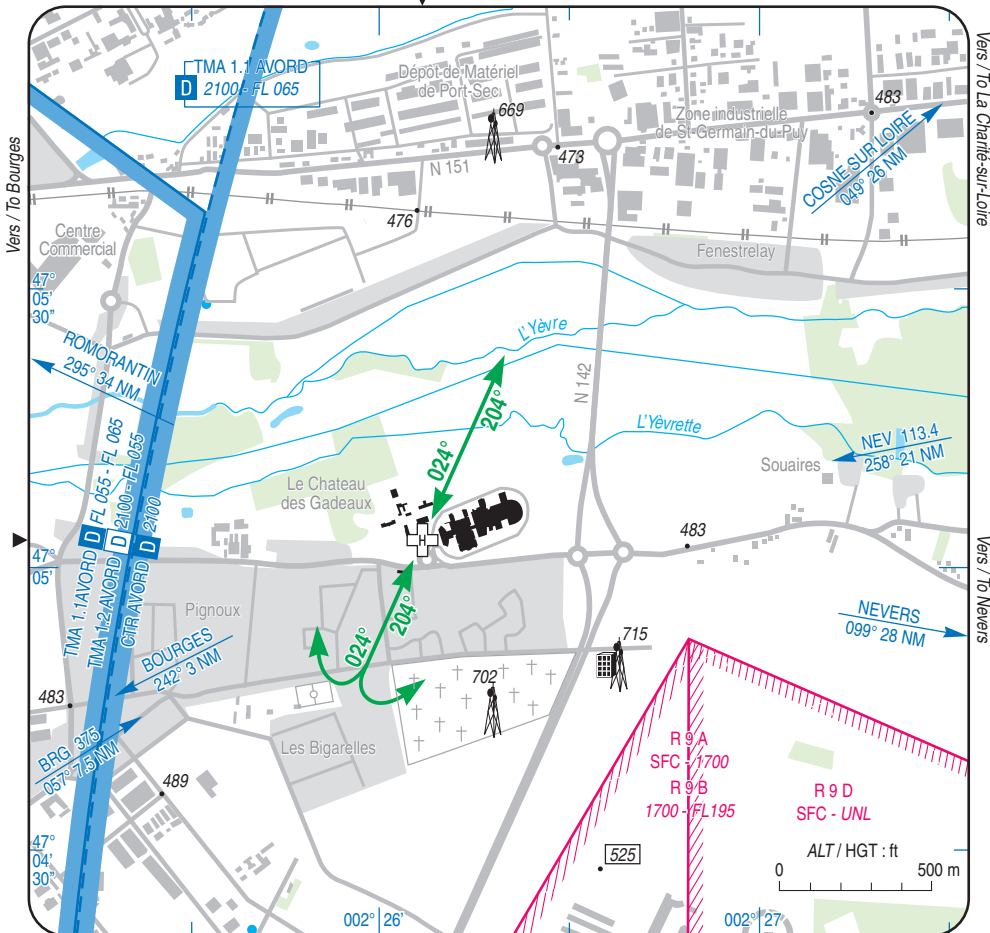 TMA 1.1 AVORD
D
2100 - FL 065
Dépôt de Matériel
de Port-Sec
669
Zone industrielle
de St-Germain-du-Puy
483
COSNE SUR LOIRE
049° 26 NM
Vers / To La Charité-sur-Loire
Vers / To Bourges
N 151
473
476
Centre
Commercial
Fenestrelay
47°
05'
30"
L'Yèvre
ROMORANTIN
295° 34 NM
N 142
024°
204°
L'Yèvrette
NEV 113.4
258° 21 NM
Souaires
Le Chateau
des Gadeaux
H
483
TMA 1.1 AVORD D FL 055 - FL 065
TMA 1.2 AVORD D 2100 - FL 055
CTR AVORD D 2100
47°
05'
Vers / To Nevers
Pignoux
024°
204°
NEVERS
099° 28 NM
BOURGES
242° 3 NM
715
702
483
BRG 375
057° 7.5 NM
Les Bigarelles
489
R 9 A
SFC - 1700
R 9 B
1700 - FL195
R 9 D
SFC - UNL
525
ALT / HGT : ft
0 500 m
47°
04'
30"
002° 26'
002° 27